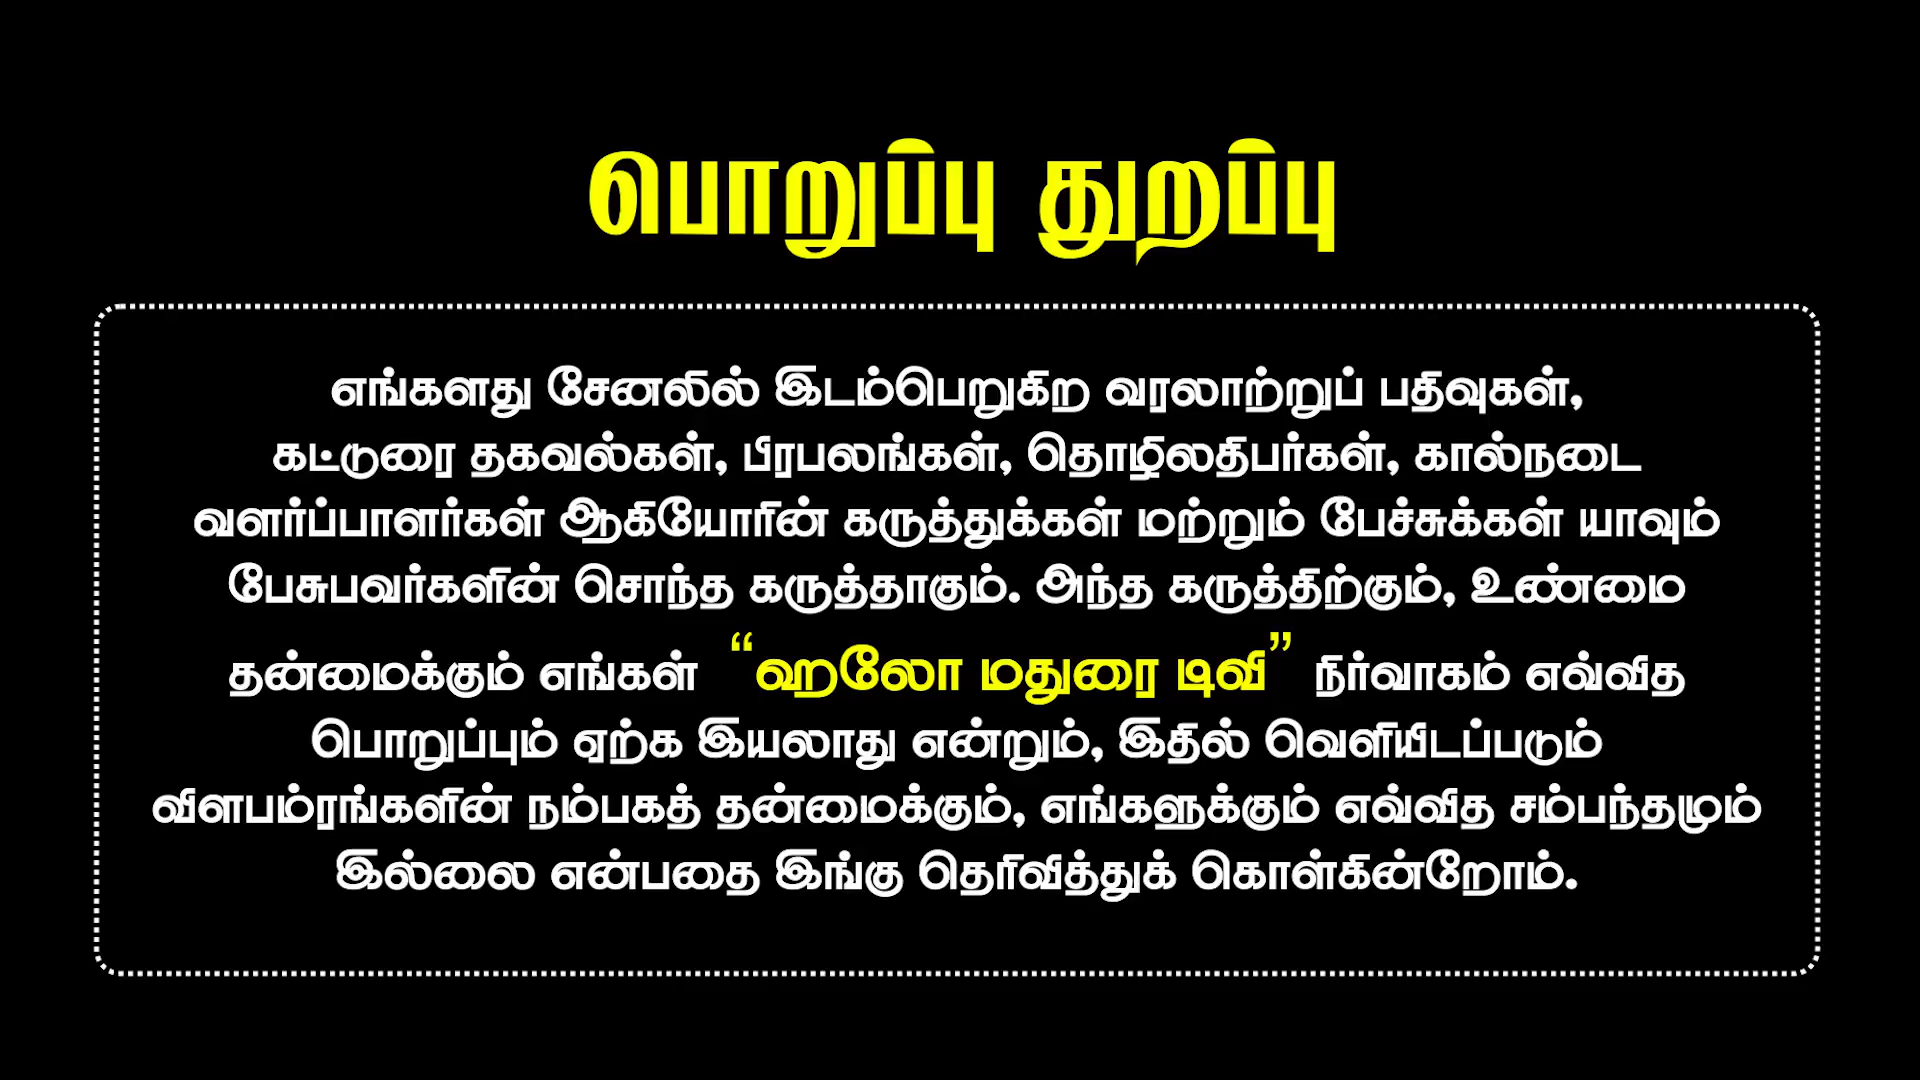 பொறுப்பு துறப்பு
எங்களது சேனலில் இடம்பெறுகிற வரலாற்றுப் பதிவுகள்,
கட்டுரை தகவல்கள், பிரபலங்கள், தொழிலதிபர்கள், கால்நடை
வளர்ப்பாளர்கள் ஆகியோரின் கருத்துக்கள் மற்றும் பேச்சுக்கள் யாவும்
பேசுபவர்களின் சொந்த கருத்தாகும். அந்த கருத்திற்கும், உண்மை
தன்மைக்கும் எங்கள் “ஹலோ மதுரை டிவி” நிர்வாகம் எவ்வித
பொறுப்பும் ஏற்க இயலாது என்றும், இதில் வெளியிடப்படும்
விளபம்ரங்களின் நம்பகத் தன்மைக்கும், எங்களுக்கும் எவ்வித சம்பந்தமும்
இல்லை என்பதை இங்கு தெரிவித்துக் கொள்கின்றோம்.